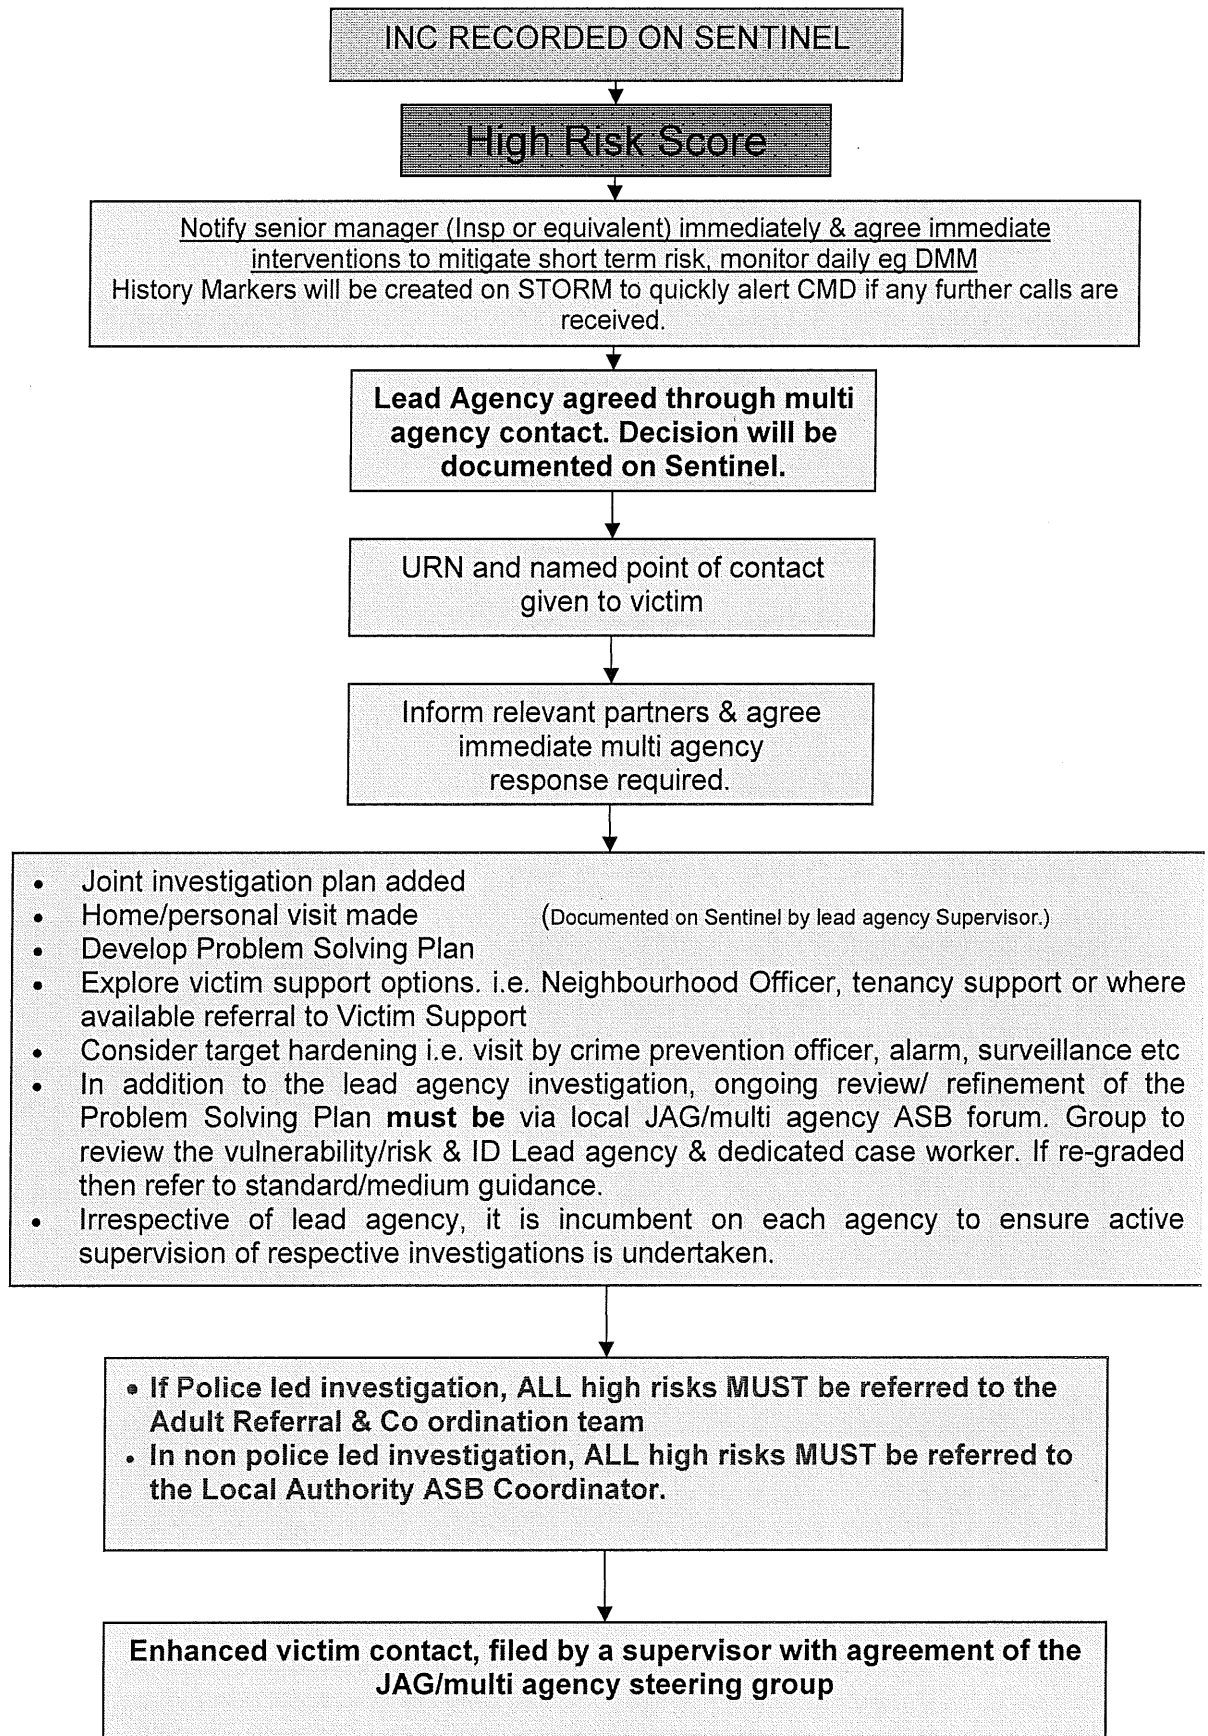 INC RECORDED ON SENTINEL
High Risk Score
Notify senior manager (Insp or equivalent) immediately & agree immediate
interventions to mitigate short term risk, monitor daily eg DMM
History Markers will be created on STORM to quickly alert CMD if any further calls are
received.
Lead Agency agreed through multi
agency contact. Decision will be
documented on Sentinel.
URN and named point of contact
given to victim
Inform relevant partners & agree
immediate multi agency
response required.
• Joint investigation plan added
• Home/personal visit made (Documented on Sentinel by lead agency Supervisor.)
• Develop Problem Solving Plan
• Explore victim support options. i.e. Neighbourhood Officer, tenancy support or where
available referral to Victim Support
• Consider target hardening i.e. visit by crime prevention officer, alarm, surveillance etc
• In addition to the lead agency investigation, ongoing review/ refinement of the
Problem Solving Plan must be via local JAG/multi agency ASB forum. Group to
review the vulnerability/risk & ID Lead agency & dedicated case worker. If re-graded
then refer to standard/medium guidance.
• Irrespective of lead agency, it is incumbent on each agency to ensure active
supervision of respective investigations is undertaken.
• If Police led investigation, ALL high risks MUST be referred to the
Adult Referral & Co ordination team
• In non police led investigation, ALL high risks MUST be referred to
the Local Authority ASB Coordinator.
Enhanced victim contact, filed by a supervisor with agreement of the
JAG/multi agency steering group